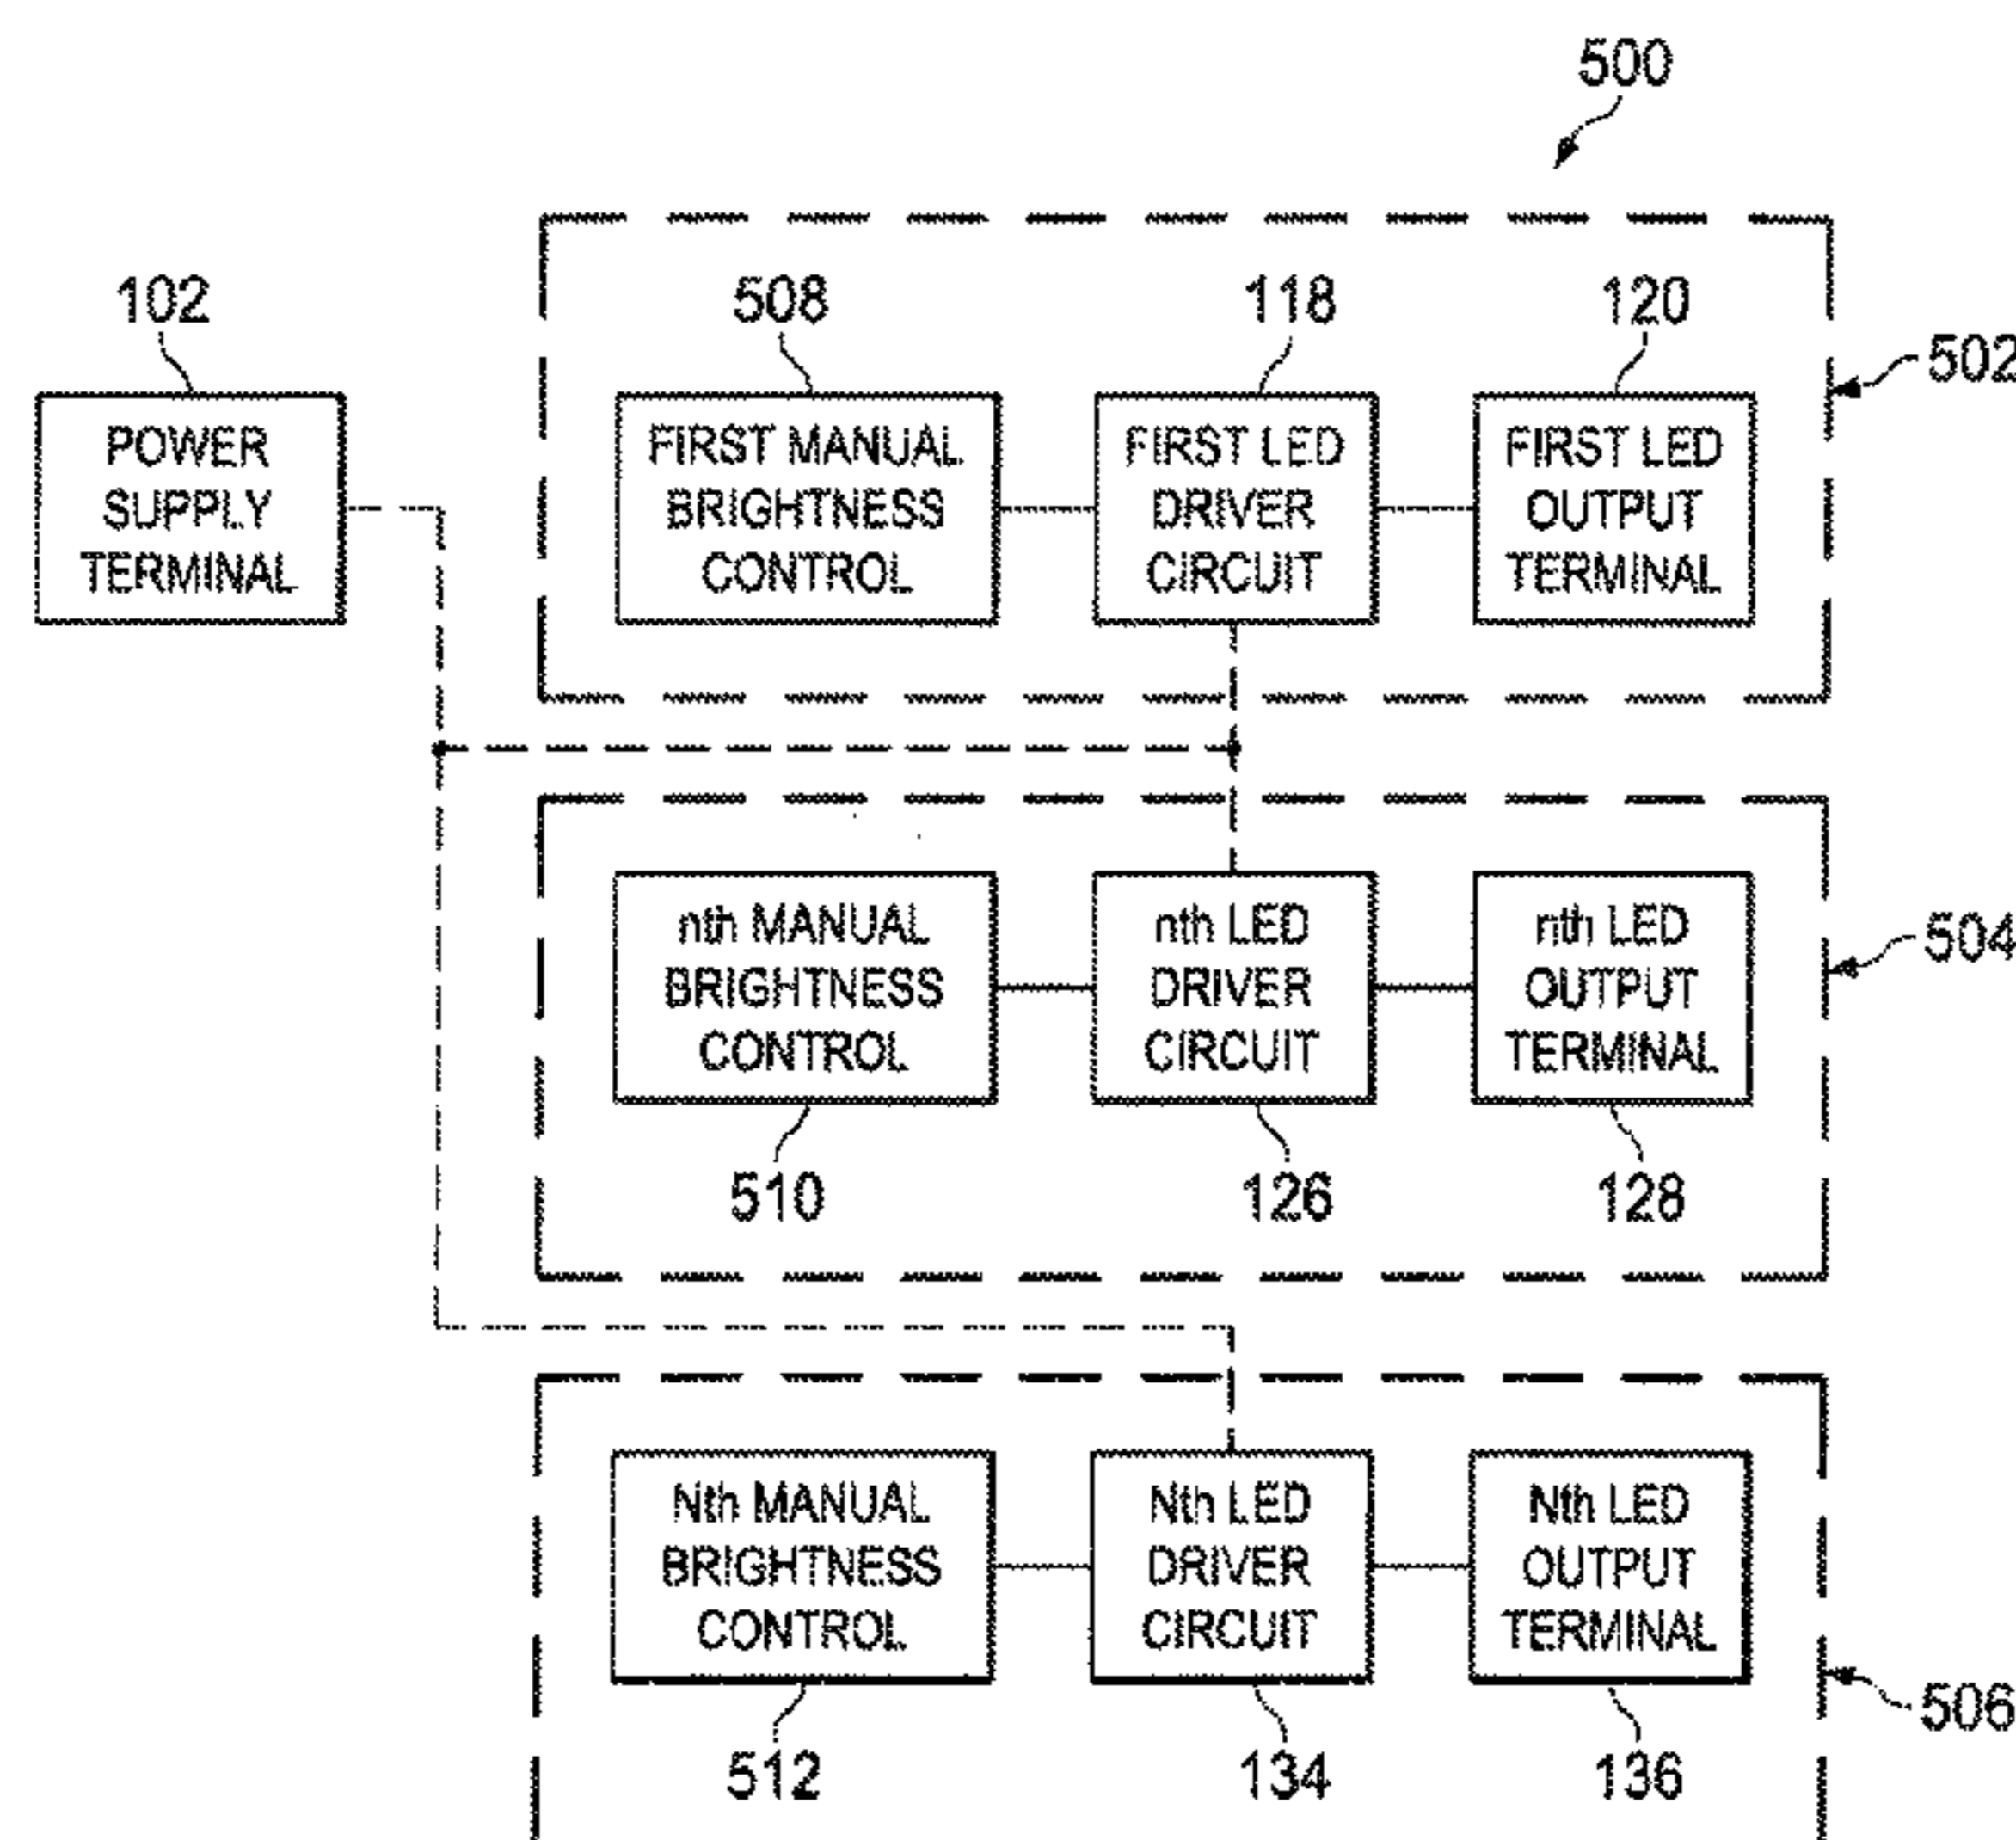 500
102
508
118
120
502
POWER
SUPPLY
TERMINAL
FIRST MANUAL
BRIGHTNESS
CONTROL
FIRST LED
DRIVER
CIRCUIT
FIRST LED
OUTPUT
TERMINAL
nth MANUAL
BRIGHTNESS
CONTROL
nth LED
DRIVER
CIRCUIT
nth LED
OUTPUT
TERMINAL
504
510
126
128
Nth MANUAL
BRIGHTNESS
CONTROL
Nth LED
DRIVER
CIRCUIT
Nth LED
OUTPUT
TERMINAL
506
512
134
136